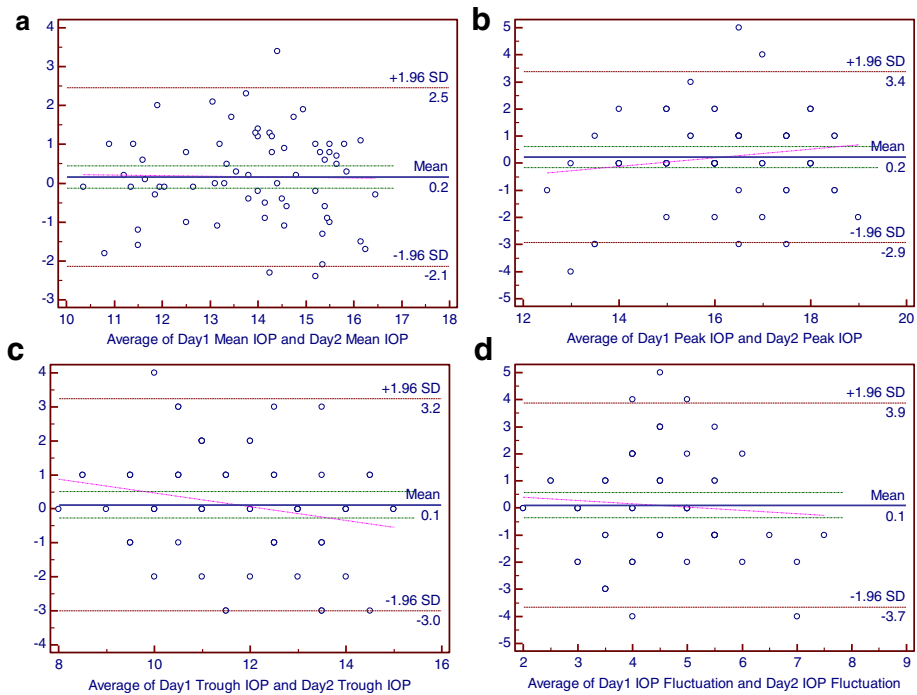 a
4
3
2
1
0
-1
-2
-3
+1.96 SD
2.5
Mean
0.2
-1.96 SD
-2.1
10 11 12 13 14 15 16 17 18
Average of Day1 Mean IOP and Day2 Mean IOP
b
5
4
3
2
1
0
-1
-2
-3
-4
-5
+1.96 SD
3.4
Mean
0.2
-1.96 SD
-2.9
12 14 16 18 20
Average of Day1 Peak IOP and Day2 Peak IOP
c
4
3
2
1
0
-1
-2
-3
-4
+1.96 SD
3.2
Mean
0.1
-1.96 SD
-3.0
8 10 12 14 16
Average of Day1 Trough IOP and Day2 Trough IOP
d
5
4
3
2
1
0
-1
-2
-3
-4
-5
+1.96 SD
3.9
Mean
0.1
-1.96 SD
-3.7
2 3 4 5 6 7 8 9
Average of Day1 IOP Fluctuation and Day2 IOP Fluctuation